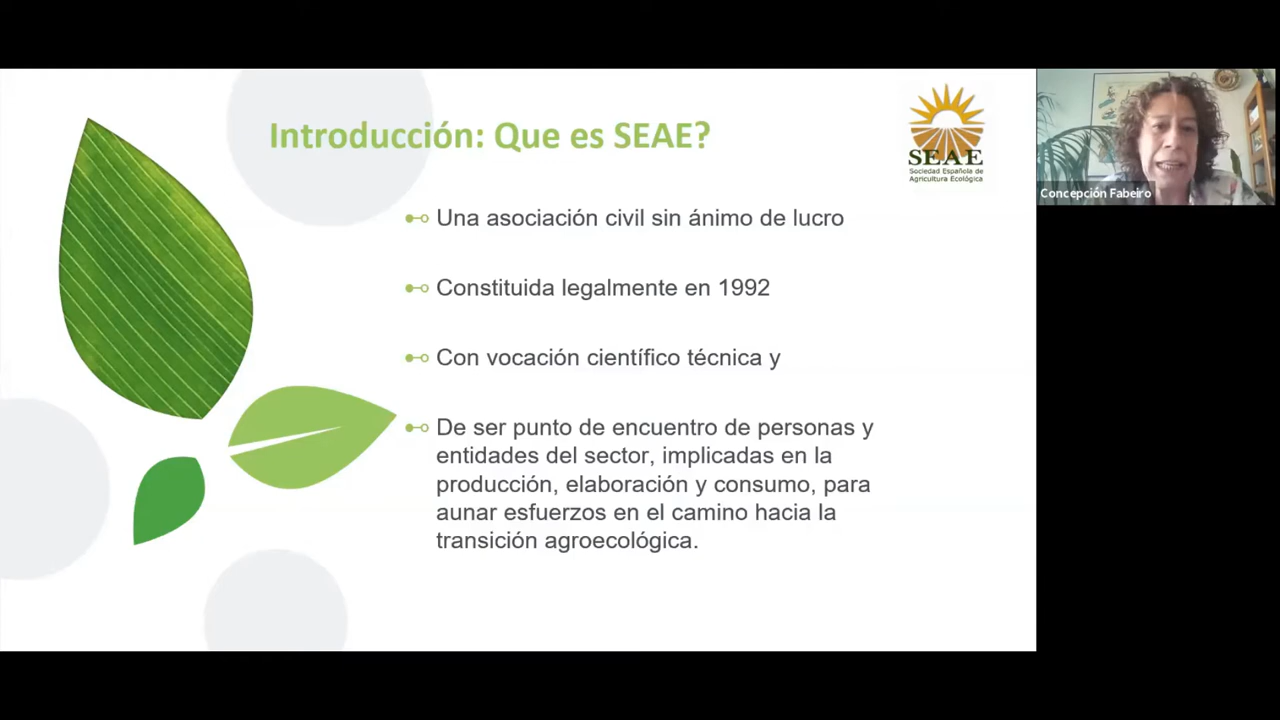 Introducción: Que es SEAE?
SEAE
Sociedad Española de
Agricultura Ecológica
Concepción Fabeiro
Una asociación civil sin ánimo de lucro
Constituida legalmente en 1992
Con vocación científico técnica y
De ser punto de encuentro de personas y
entidades del sector, implicadas en la
producción, elaboración y consumo, para
aunar esfuerzos en el camino hacia la
transición agroecológica.